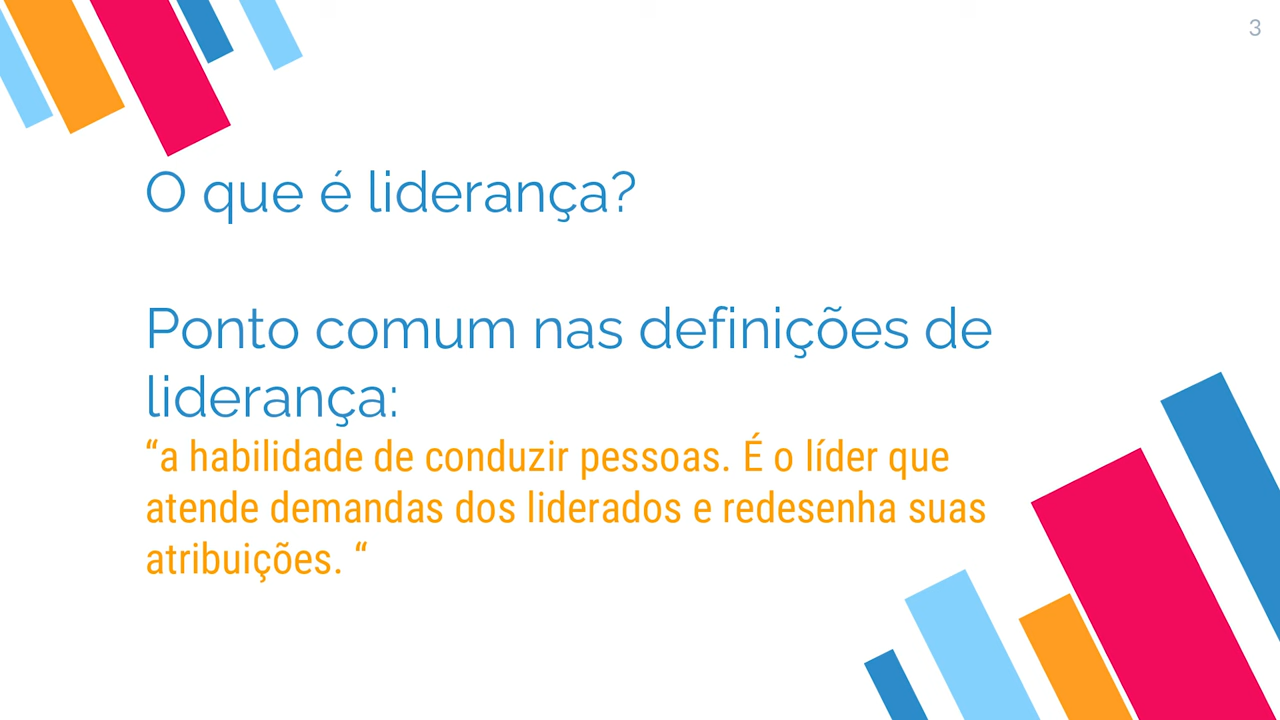 3
O que é liderança?
Ponto comum nas definições de
liderança:
“a habilidade de conduzir pessoas. É o líder que
atende demandas dos liderados e redesenha suas
atribuições. “